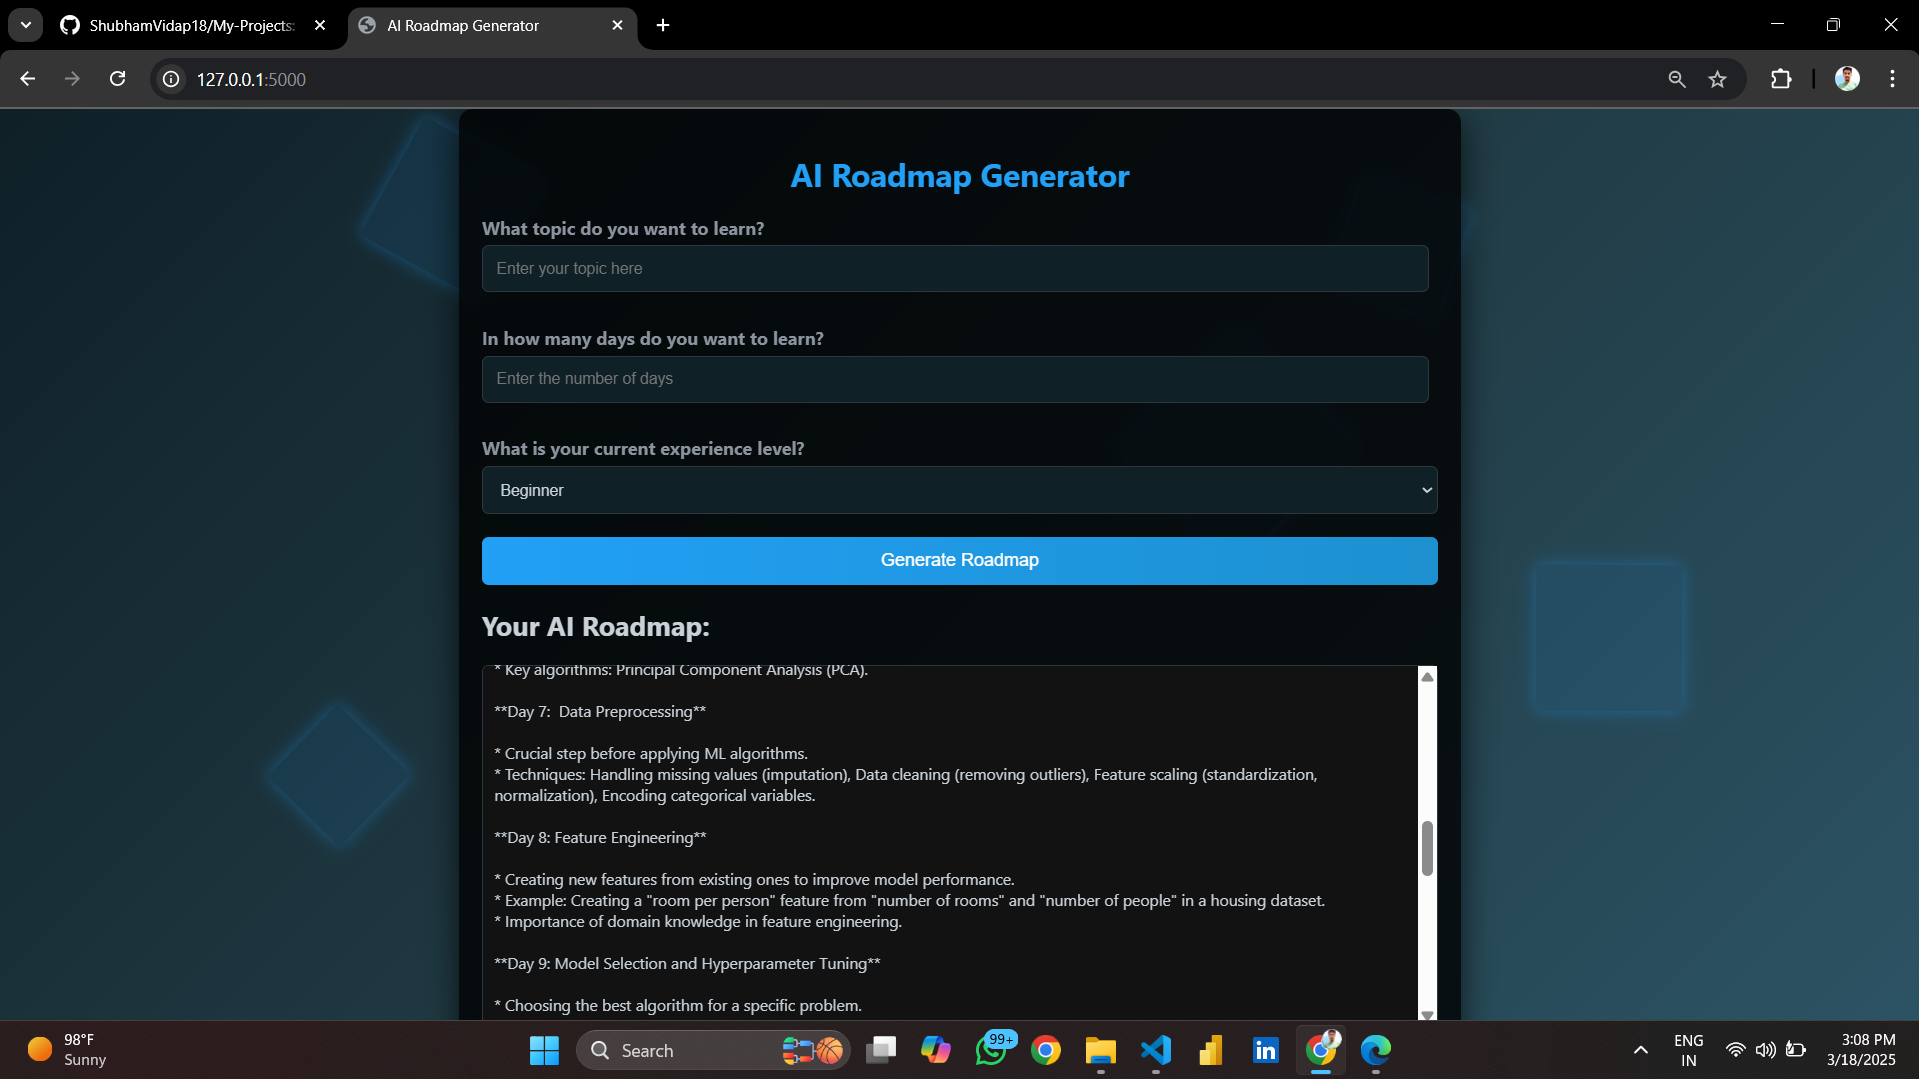 ShubhamVidap18/My-Projects:
AI Roadmap Generator
127.0.0.1:5000
AI Roadmap Generator
What topic do you want to learn?
Enter your topic here
In how many days do you want to learn?
Enter the number of days
What is your current experience level?
Beginner
Generate Roadmap
Your AI Roadmap:
* Key algorithms: Principal Component Analysis (PCA).
**Day 7:  Data Preprocessing**
* Crucial step before applying ML algorithms.
* Techniques: Handling missing values (imputation), Data cleaning (removing outliers), Feature scaling (standardization,
normalization), Encoding categorical variables.
**Day 8: Feature Engineering**
* Creating new features from existing ones to improve model performance.
* Example: Creating a "room per person" feature from "number of rooms" and "number of people" in a housing dataset.
* Importance of domain knowledge in feature engineering.
**Day 9: Model Selection and Hyperparameter Tuning**
* Choosing the best algorithm for a specific problem.
98°F
Sunny
Search
99+
in
ENG
IN
3:08 PM
3/18/2025